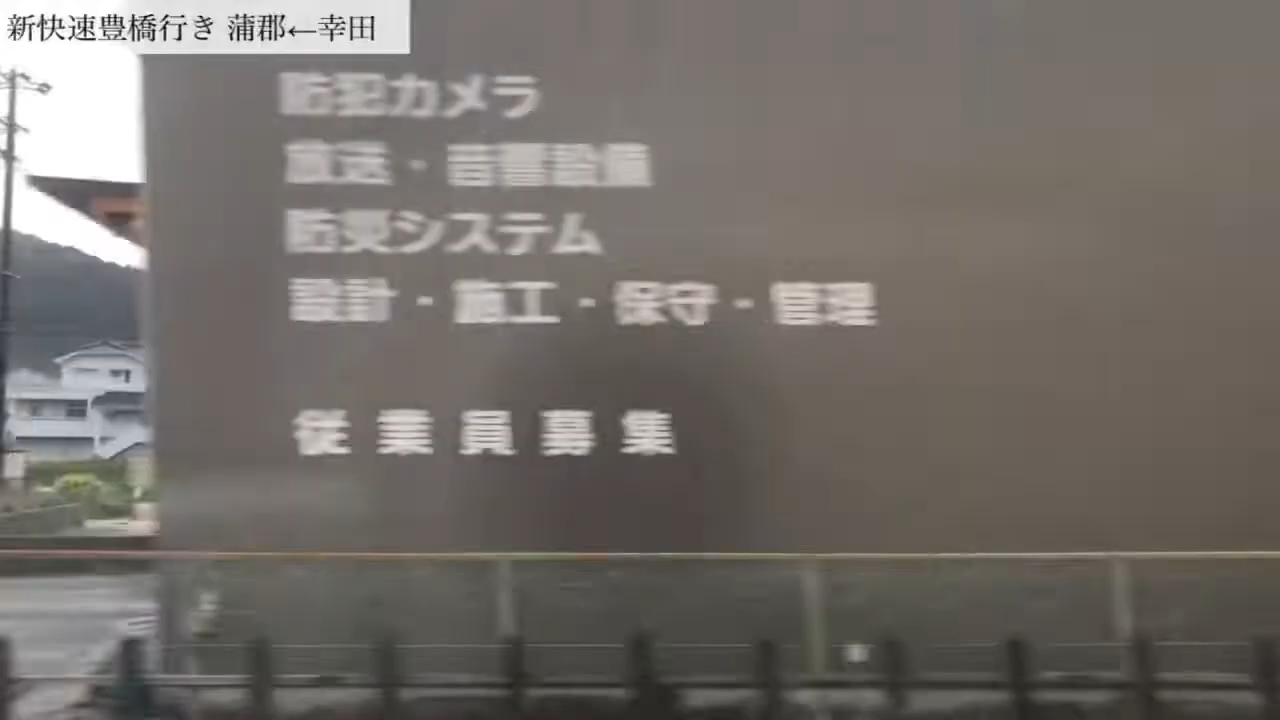 新快速豊橋行き 蒲郡←幸田
防犯カメラ
放送・音響設備
防災システム
設計・施工・保守・管理
従業員募集